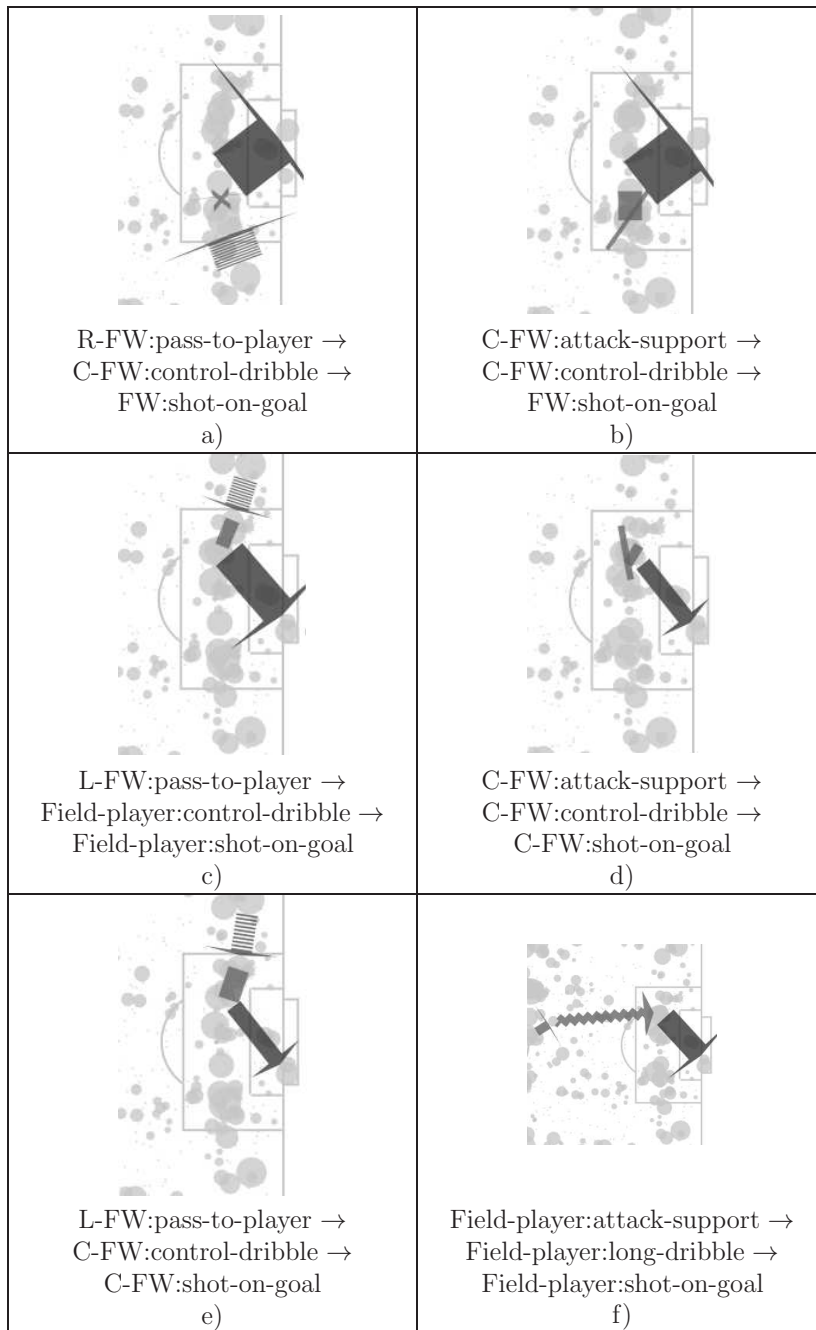 R-FW:pass-to-player →
C-FW:control-dribble →
FW:shot-on-goal
a)
C-FW:attack-support →
C-FW:control-dribble →
FW:shot-on-goal
b)
L-FW:pass-to-player →
Field-player:control-dribble →
Field-player:shot-on-goal
c)
C-FW:attack-support →
C-FW:control-dribble →
C-FW:shot-on-goal
d)
L-FW:pass-to-player →
C-FW:control-dribble →
C-FW:shot-on-goal
e)
Field-player:attack-support →
Field-player:long-dribble →
Field-player:shot-on-goal
f)